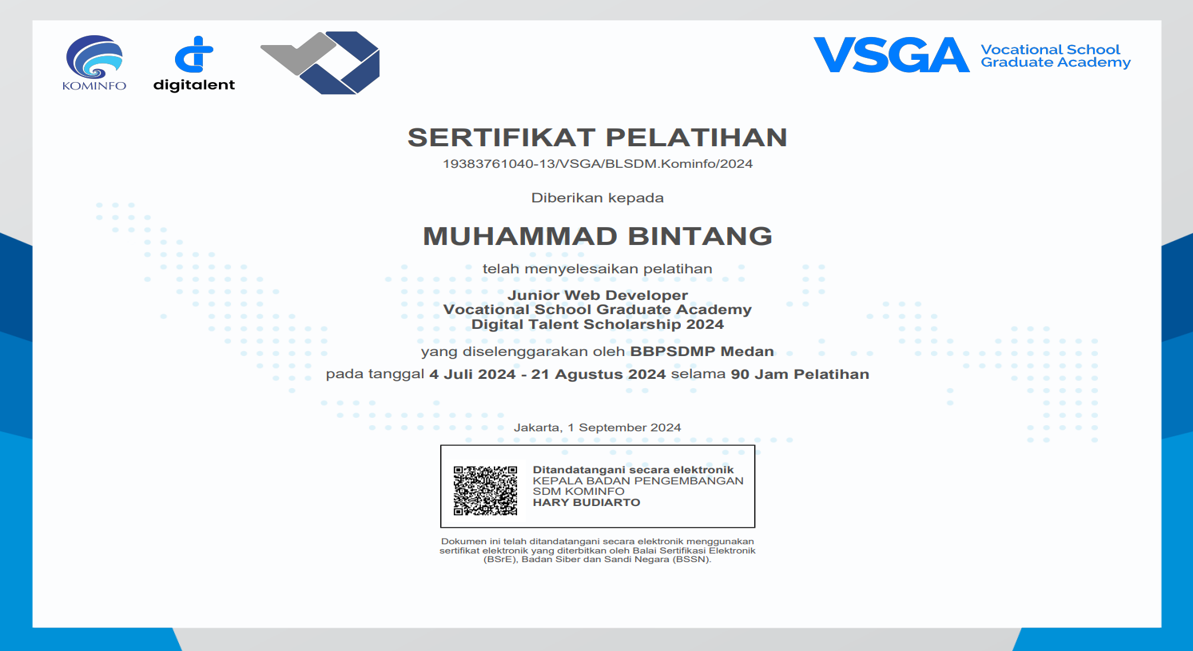 KOMINFO
digitalent
VSGA
Vocational School
Graduate Academy
SERTIFIKAT PELATIHAN
19383761040-13/VSGA/BLSDM.Kominfo/2024
Diberikan kepada
MUHAMMAD BINTANG
telah menyelesaikan pelatihan
Junior Web Developer
Vocational School Graduate Academy
Digital Talent Scholarship 2024
yang diselenggarakan oleh BBPSDMP Medan
pada tanggal 4 Juli 2024 - 21 Agustus 2024 selama 90 Jam Pelatihan
Jakarta, 1 September 2024
Ditandatangani secara elektronik
KEPALA BADAN PENGEMBANGAN
SDM KOMINFO
HARY BUDIARTO
Dokumen ini telah ditandatangani secara elektronik menggunakan
sertifikat elektronik yang diterbitkan oleh Balai Sertifikasi Elektronik
(BSrE), Badan Siber dan Sandi Negara (BSSN).